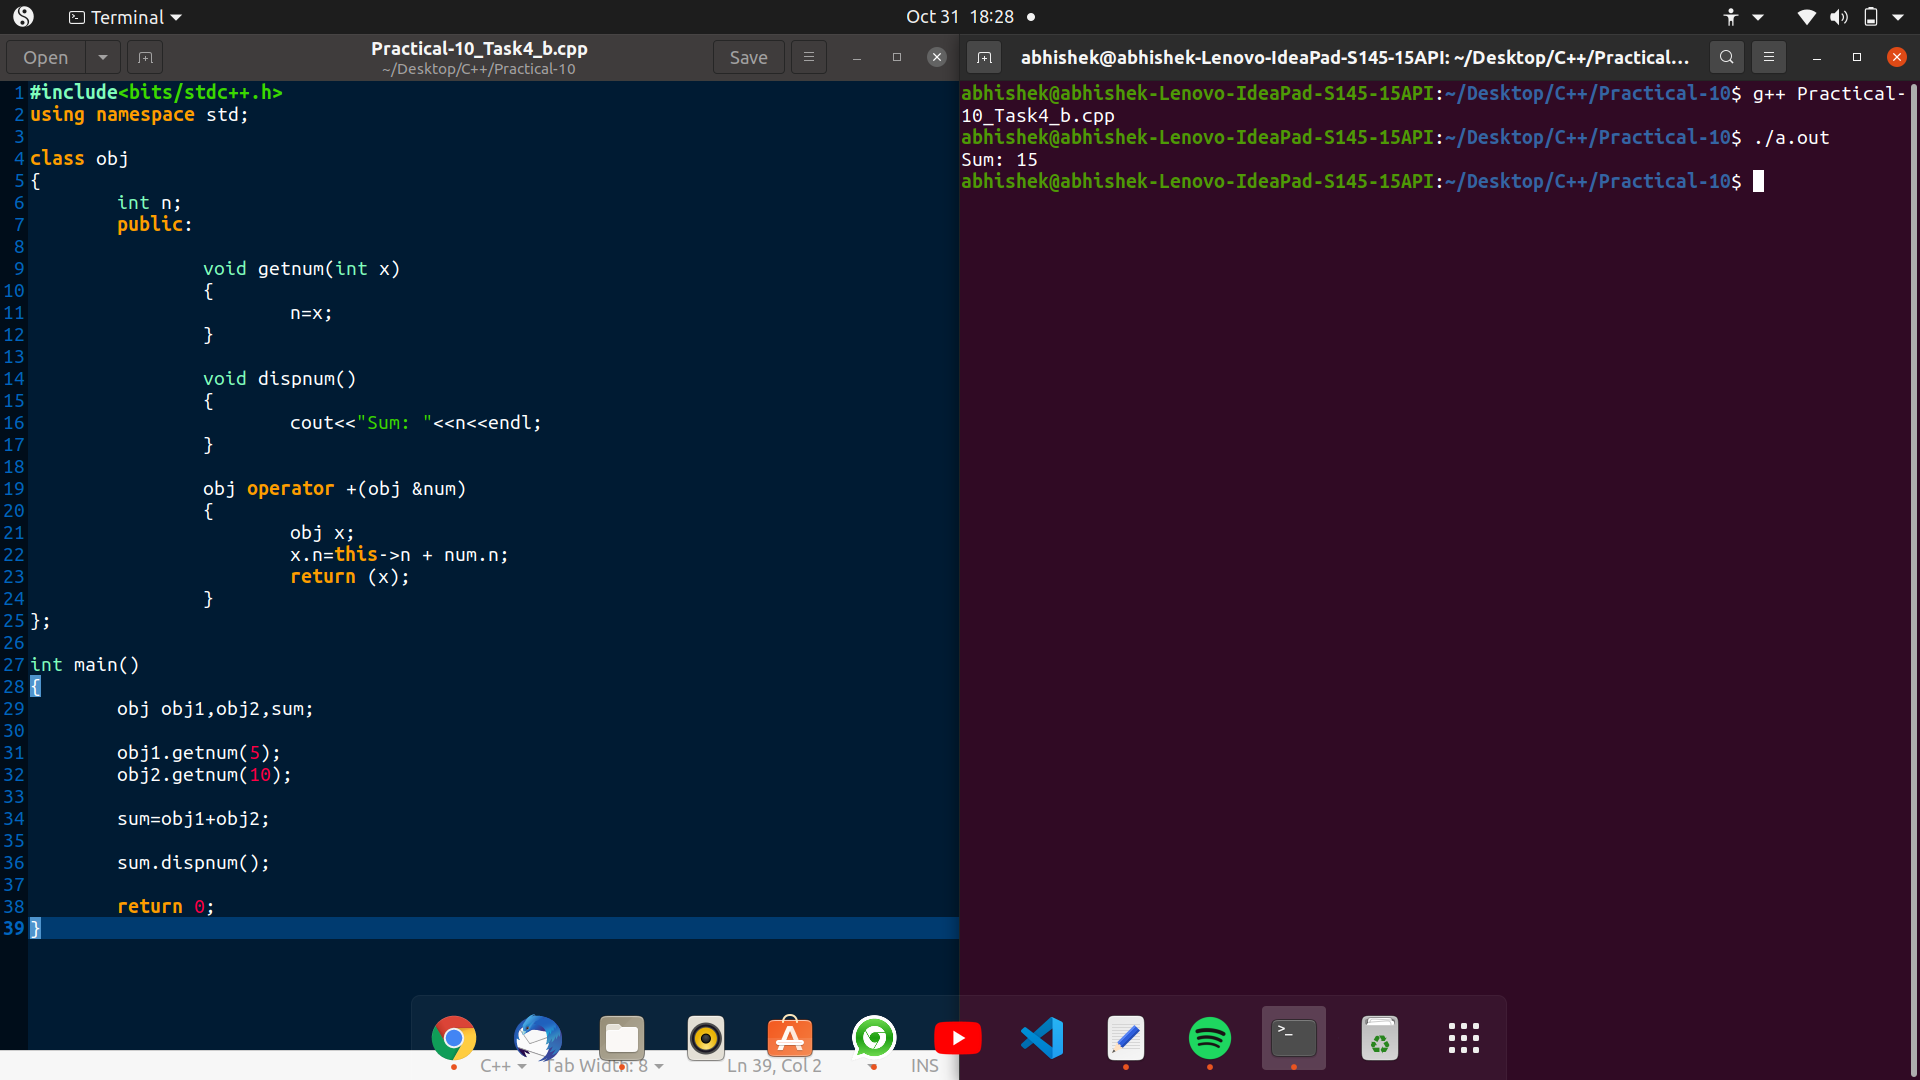 Terminal
Oct 31 18:28
Open
Practical-10_Task4_b.cpp
~/Desktop/C++/Practical-10
Save
1 #include<bits/stdc++.h>
2 using namespace std;
3
4 class obj
5 {
6 int n;
7 public:
8
9 void getnum(int x)
10 {
11 n=x;
12 }
13
14 void dispnum()
15 {
16 cout<<"Sum: "<<n<<endl;
17 }
18
19 obj operator +(obj &num)
20 {
21 obj x;
22 x.n=this->n + num.n;
23 return (x);
24 }
25 };
26
27 int main()
28 {
29 obj obj1,obj2,sum;
30
31 obj1.getnum(5);
32 obj2.getnum(10);
33
34 sum=obj1+obj2;
35
36 sum.dispnum();
37
38 return 0;
39 }
C++ Tab Width: 8 Ln 39, Col 2 INS
abhishek@abhishek-Lenovo-IdeaPad-S145-15API: ~/Desktop/C++/Practical...
abhishek@abhishek-Lenovo-IdeaPad-S145-15API:~/Desktop/C++/Practical-10$ g++ Practical-
10_Task4_b.cpp
abhishek@abhishek-Lenovo-IdeaPad-S145-15API:~/Desktop/C++/Practical-10$ ./a.out
Sum: 15
abhishek@abhishek-Lenovo-IdeaPad-S145-15API:~/Desktop/C++/Practical-10$